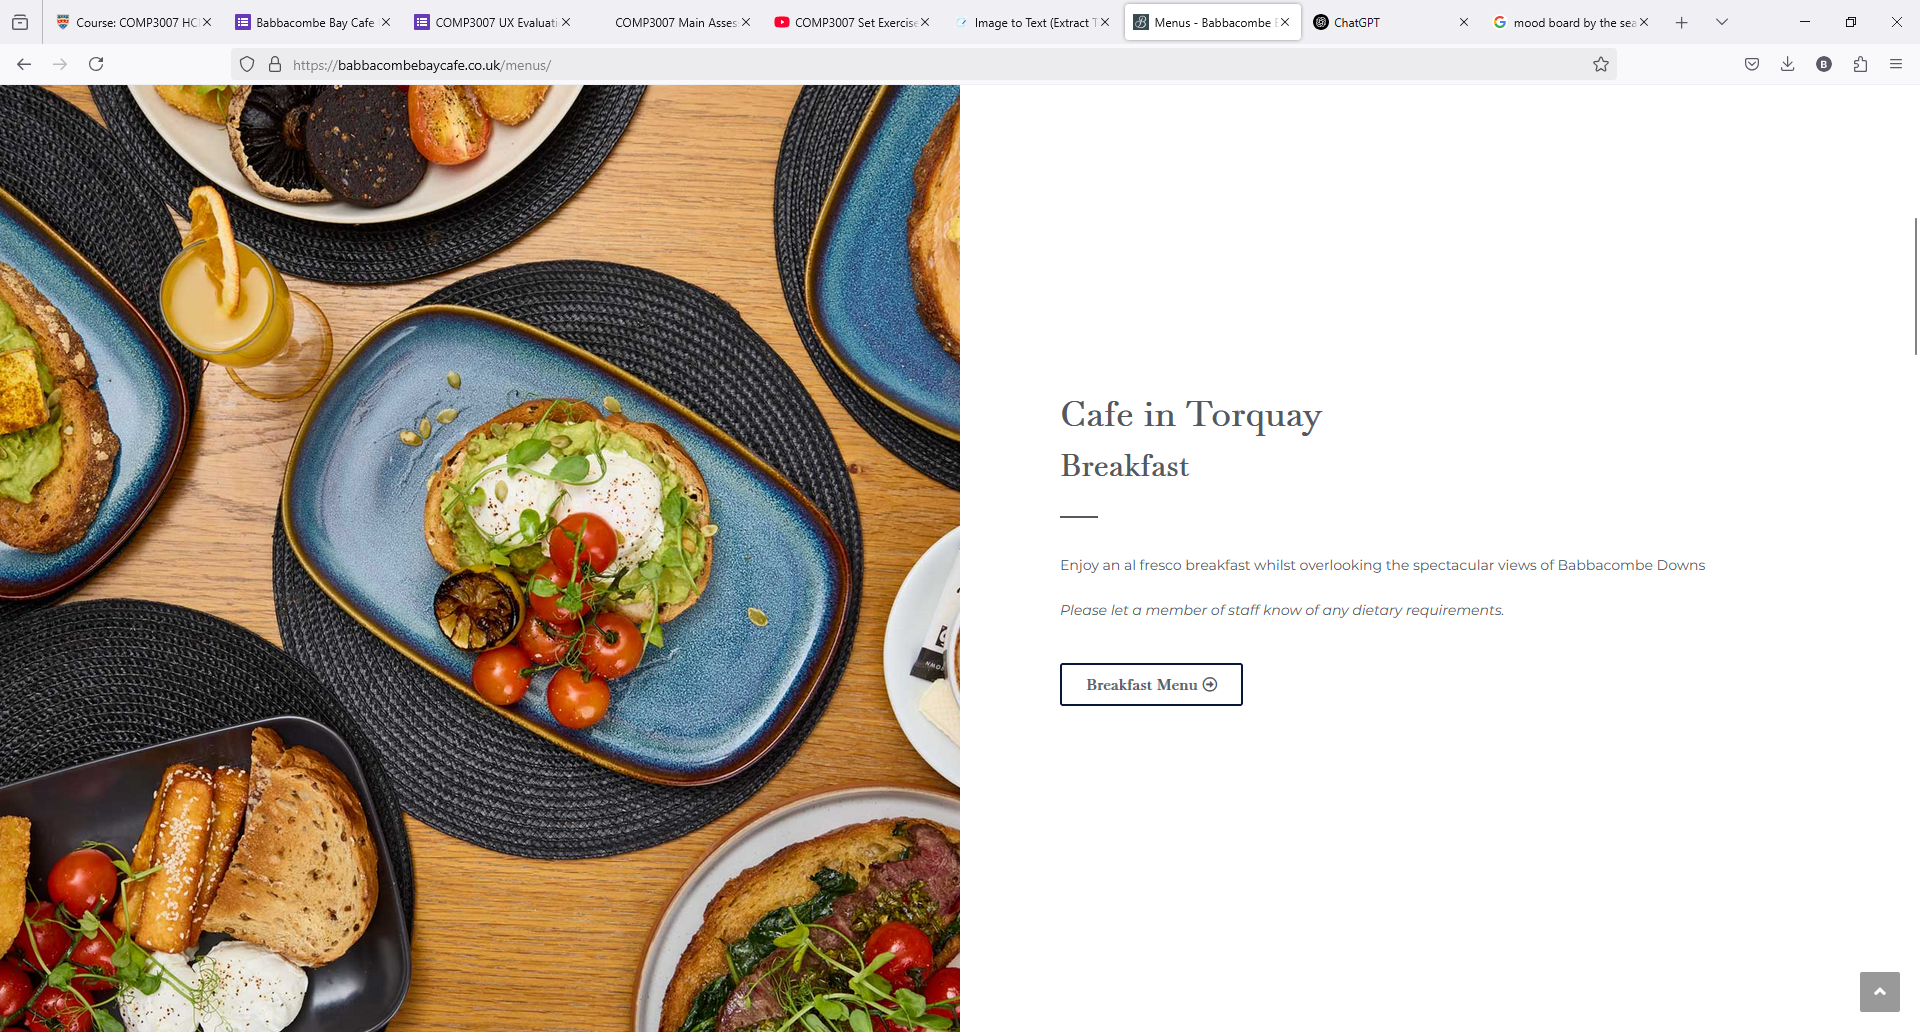 Course: COMP3007 HC
Babbacombe Bay Cafe
COMP3007 UX Evaluati
COMP3007 Main Asses
COMP3007 Set Exercise
Image to Text (Extract T
Menus - Babbacombe B
ChatGPT
mood board by the sea
https://babbacombebaycafe.co.uk/menus/
B
Cafe in Torquay
Breakfast
Enjoy an al fresco breakfast whilst overlooking the spectacular views of Babbacombe Downs
Please let a member of staff know of any dietary requirements.
Breakfast Menu